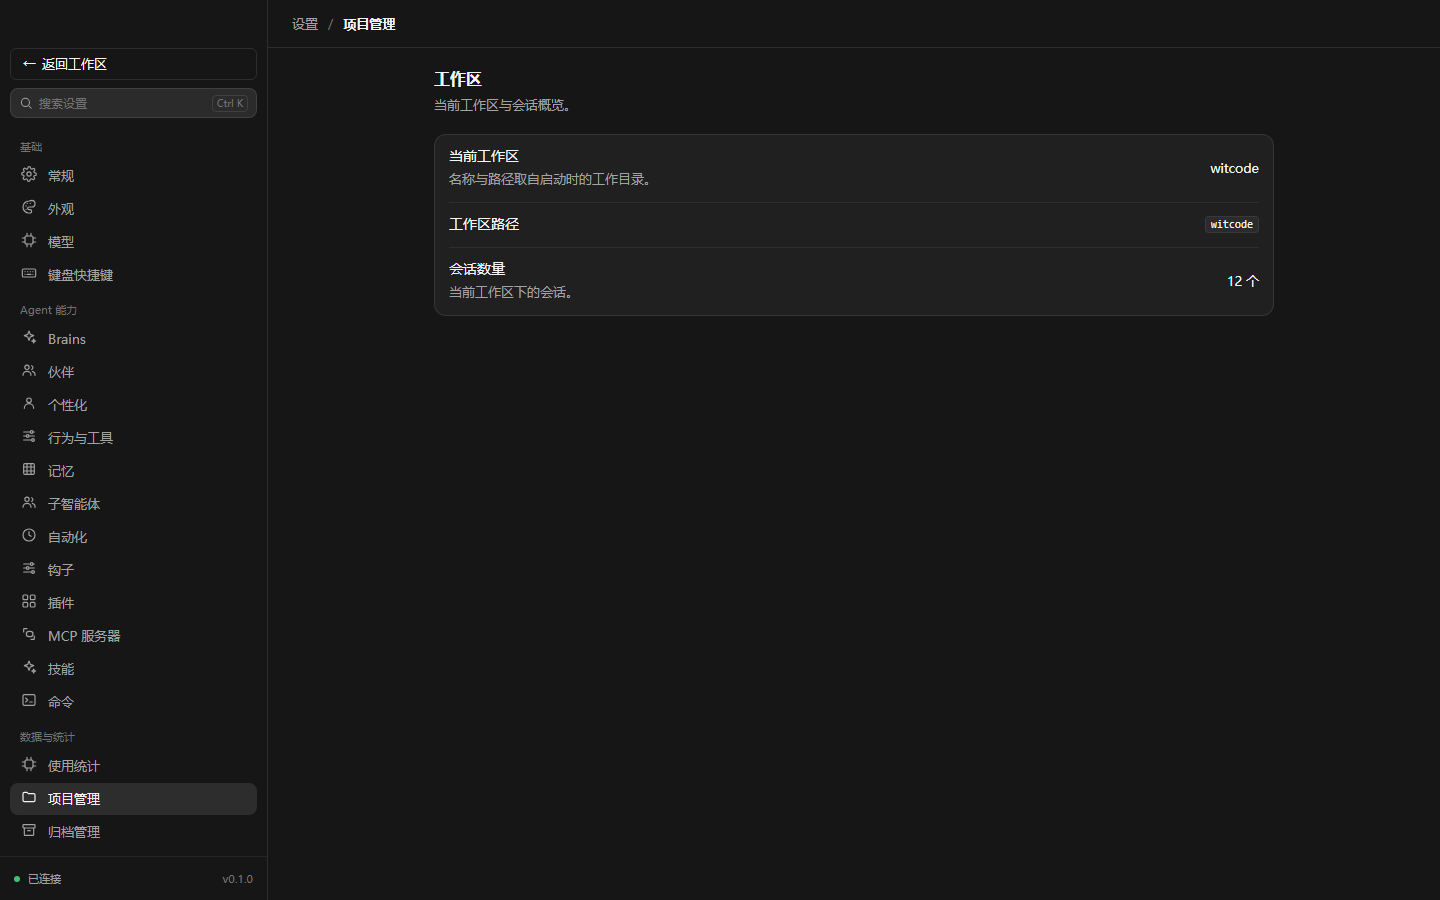 ← 返回工作区
搜索设置 Ctrl K
基础
常规
外观
模型
键盘快捷键
Agent 能力
Brains
伙伴
个性化
行为与工具
记忆
子智能体
自动化
钩子
插件
MCP 服务器
技能
命令
数据与统计
使用统计
项目管理
归档管理
已连接 v0.1.0
设置 / 项目管理
工作区
当前工作区与会话概览。
当前工作区
名称与路径取自启动时的工作目录。
witcode
工作区路径
witcode
会话数量
当前工作区下的会话。
12 个